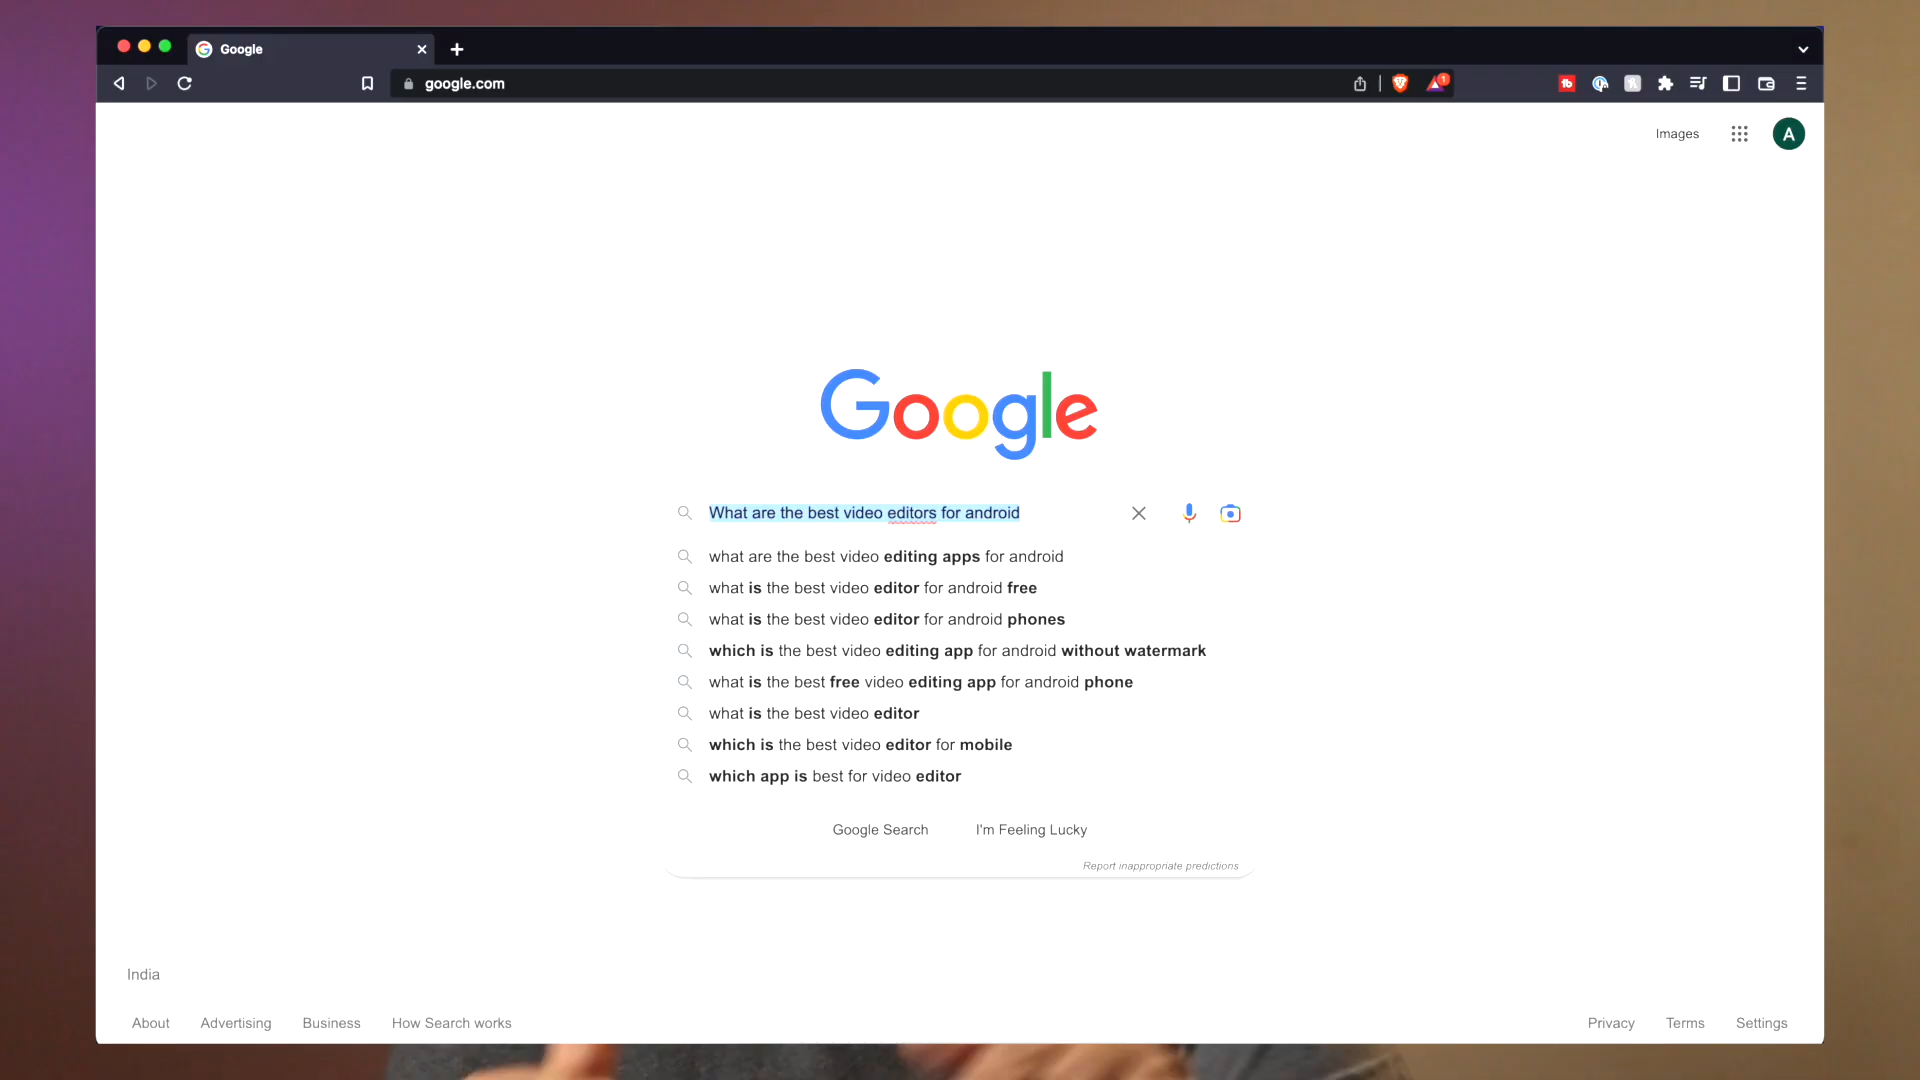 Google
google.com
1
Images
A
Google
What are the best video editors for android
what are the best video editing apps for android
what is the best video editor for android free
what is the best video editor for android phones
which is the best video editing app for android without watermark
what is the best free video editing app for android phone
what is the best video editor
which is the best video editor for mobile
which app is best for video editor
Google Search I'm Feeling Lucky
Report inappropriate predictions
India
About Advertising Business How Search works Privacy Terms Settings